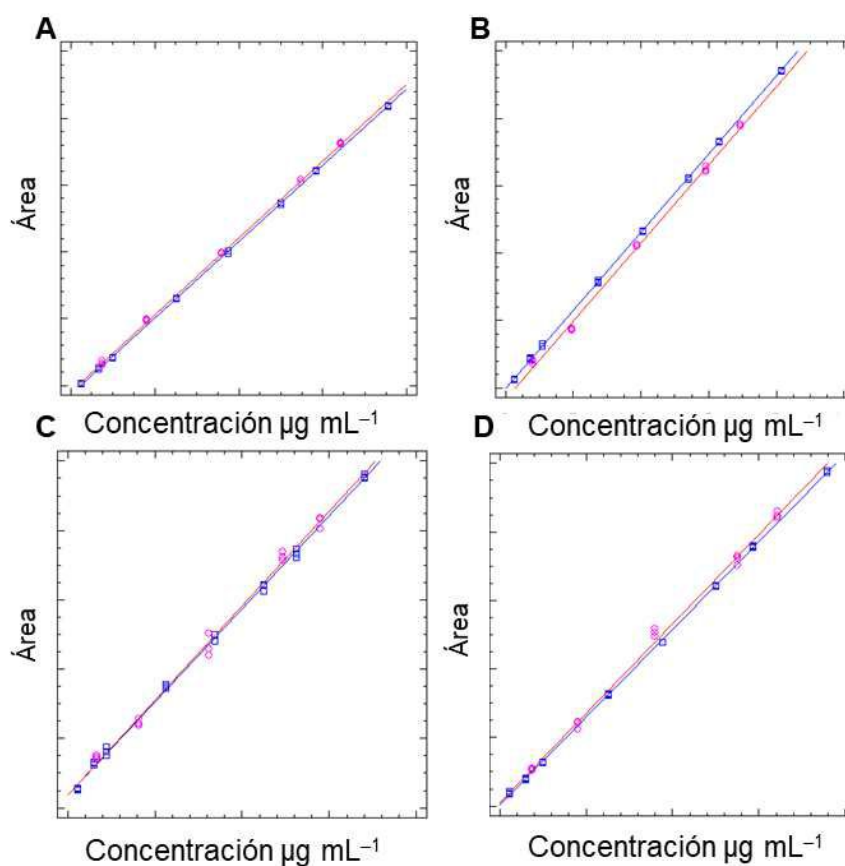 A
B
Área
Área
Concentración µg mL⁻¹
Concentración µg mL⁻¹
C
D
Área
Área
Concentración µg mL⁻¹
Concentración µg mL⁻¹